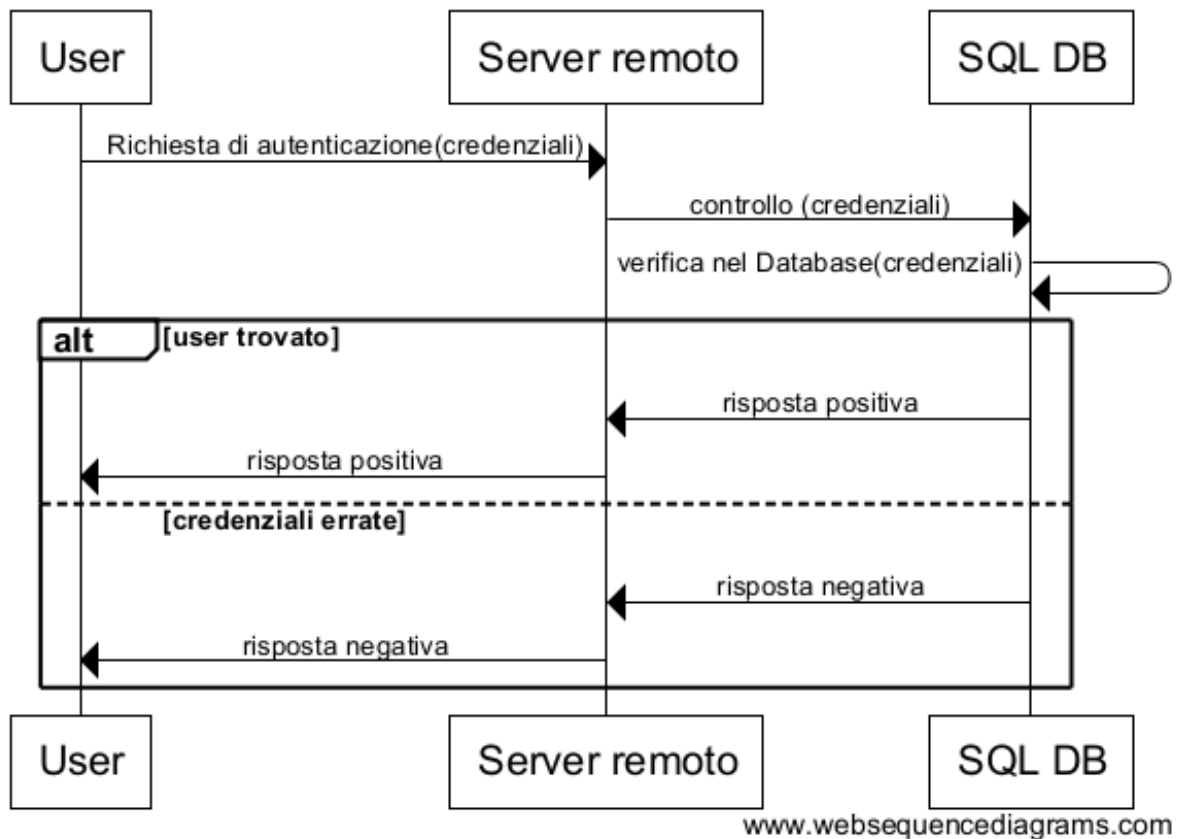 User
Server remoto
SQL DB
Richiesta di autenticazione(credenziali)
controllo (credenziali)
verifica nel Database(credenziali)
alt
[user trovato]
risposta positiva
risposta positiva
[credenziali errate]
risposta negativa
risposta negativa
User
Server remoto
SQL DB
www.websequencediagrams.com